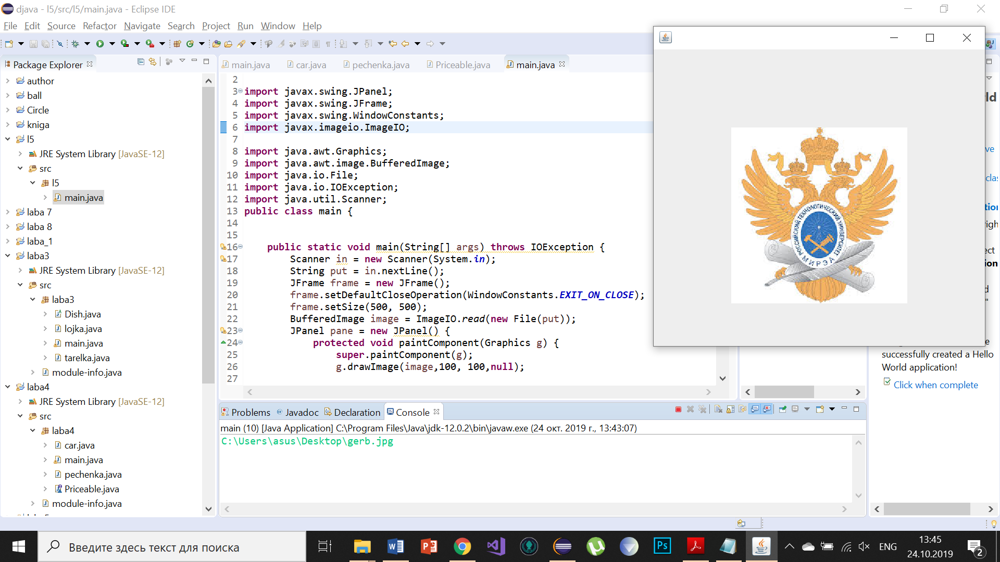 djava - l5/src/l5/main.java - Eclipse IDE
File Edit Source Refactor Navigate Search Project Run Window Help
Package Explorer
author
ball
Circle
kniga
l5
JRE System Library [JavaSE-12]
src
l5
main.java
laba 7
laba 8
laba_1
laba3
JRE System Library [JavaSE-12]
src
laba3
Dish.java
lojka.java
main.java
tarelka.java
module-info.java
laba4
JRE System Library [JavaSE-12]
src
laba4
car.java
main.java
pechenka.java
Priceable.java
module-info.java
main.java car.java pechenka.java Priceable.java main.java
2
3 import javax.swing.JPanel;
4 import javax.swing.JFrame;
5 import javax.swing.WindowConstants;
6 import javax.imageio.ImageIO;
7
8 import java.awt.Graphics;
9 import java.awt.image.BufferedImage;
10 import java.io.File;
11 import java.io.IOException;
12 import java.util.Scanner;
13 public class main {
14
15
16 public static void main(String[] args) throws IOException {
17 Scanner in = new Scanner(System.in);
18 String put = in.nextLine();
19 JFrame frame = new JFrame();
20 frame.setDefaultCloseOperation(WindowConstants.EXIT_ON_CLOSE);
21 frame.setSize(500, 500);
22 BufferedImage image = ImageIO.read(new File(put));
23 JPanel pane = new JPanel() {
24 protected void paintComponent(Graphics g) {
25 super.paintComponent(g);
26 g.drawImage(image,100, 100,null);
27
РОССИЙСКИЙ ТЕХНОЛОГИЧЕСКИЙ УНИВЕРСИТЕТ
МИРЭА
successfully created a Hello
World application!
Click when complete
Problems @ Javadoc Declaration Console
main (10) [Java Application] C:\Program Files\Java\jdk-12.0.2\bin\javaw.exe (24 окт. 2019 г., 13:43:07)
C:\Users\asus\Desktop\gerb.jpg
Введите здесь текст для поиска
Ps
ENG
13:45
24.10.2019
2